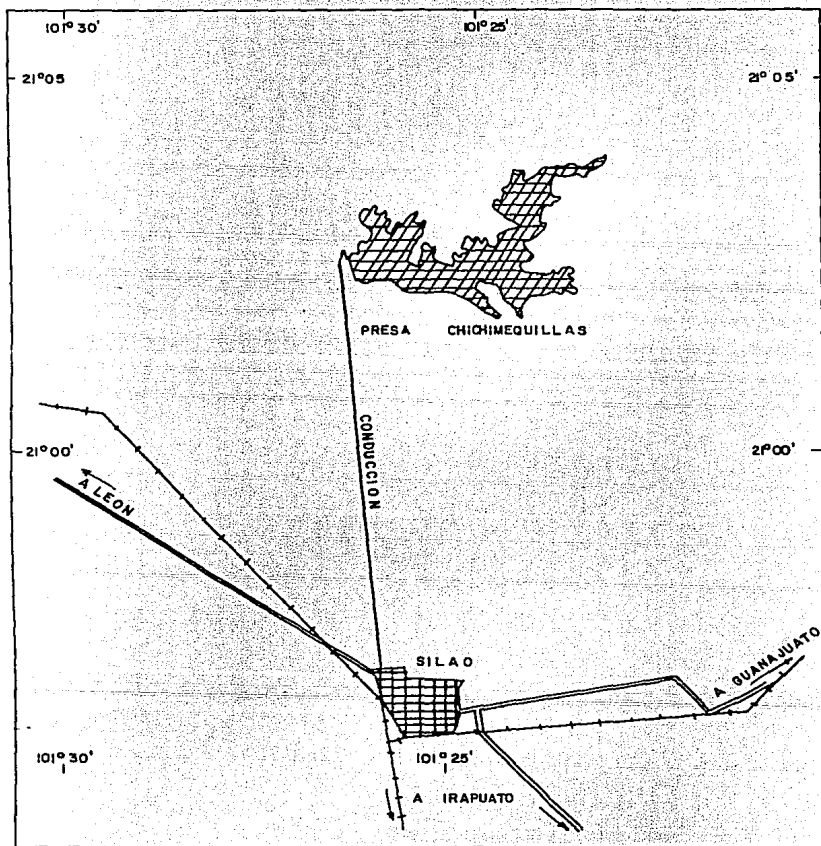 101° 30'
101° 25'
21° 05'
21° 05'
PRESA CHICHIMEQUILLAS
CONDUCCION
21° 00'
21° 00'
A LEON
SILAO
A GUANAJUATO
101° 30'
101° 25'
A IRAPUATO